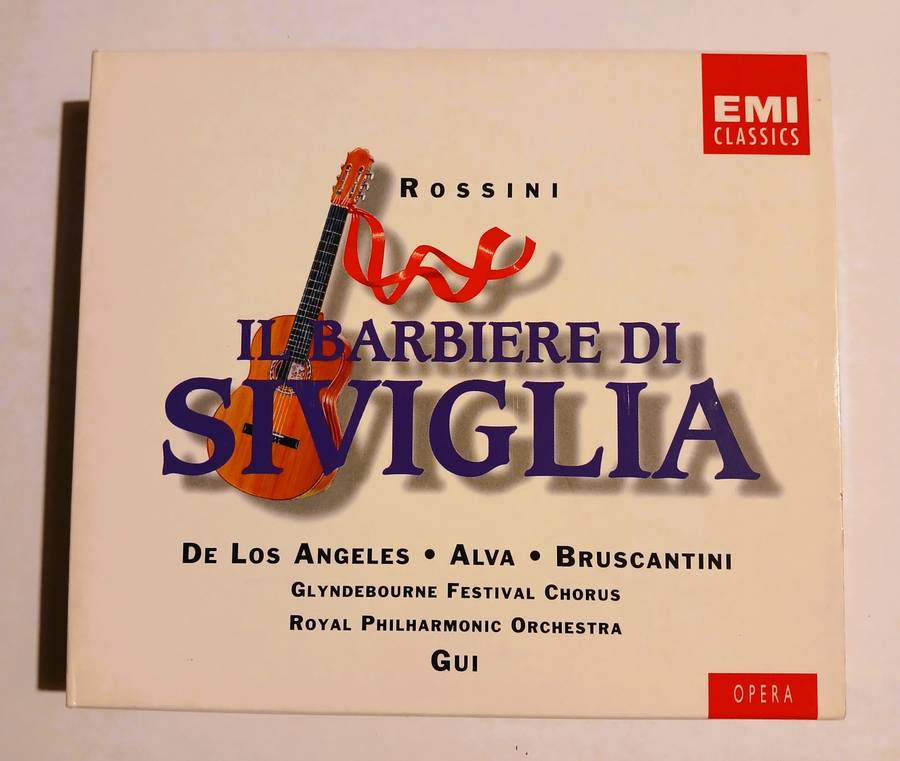 EMI
CLASSICS
ROSSINI
IL BARBIERE DI
SIVIGLIA
DE LOS ANGELES • ALVA • BRUSCANTINI
GLYNDEBOURNE FESTIVAL CHORUS
ROYAL PHILHARMONIC ORCHESTRA
GUI
OPERA